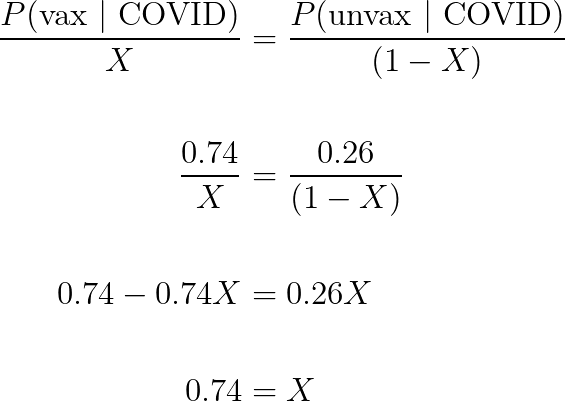 P(vax | COVID) / X = P(unvax | COVID) / (1 − X)
0.74 / X = 0.26 / (1 − X)
0.74 − 0.74X = 0.26X
0.74 = X